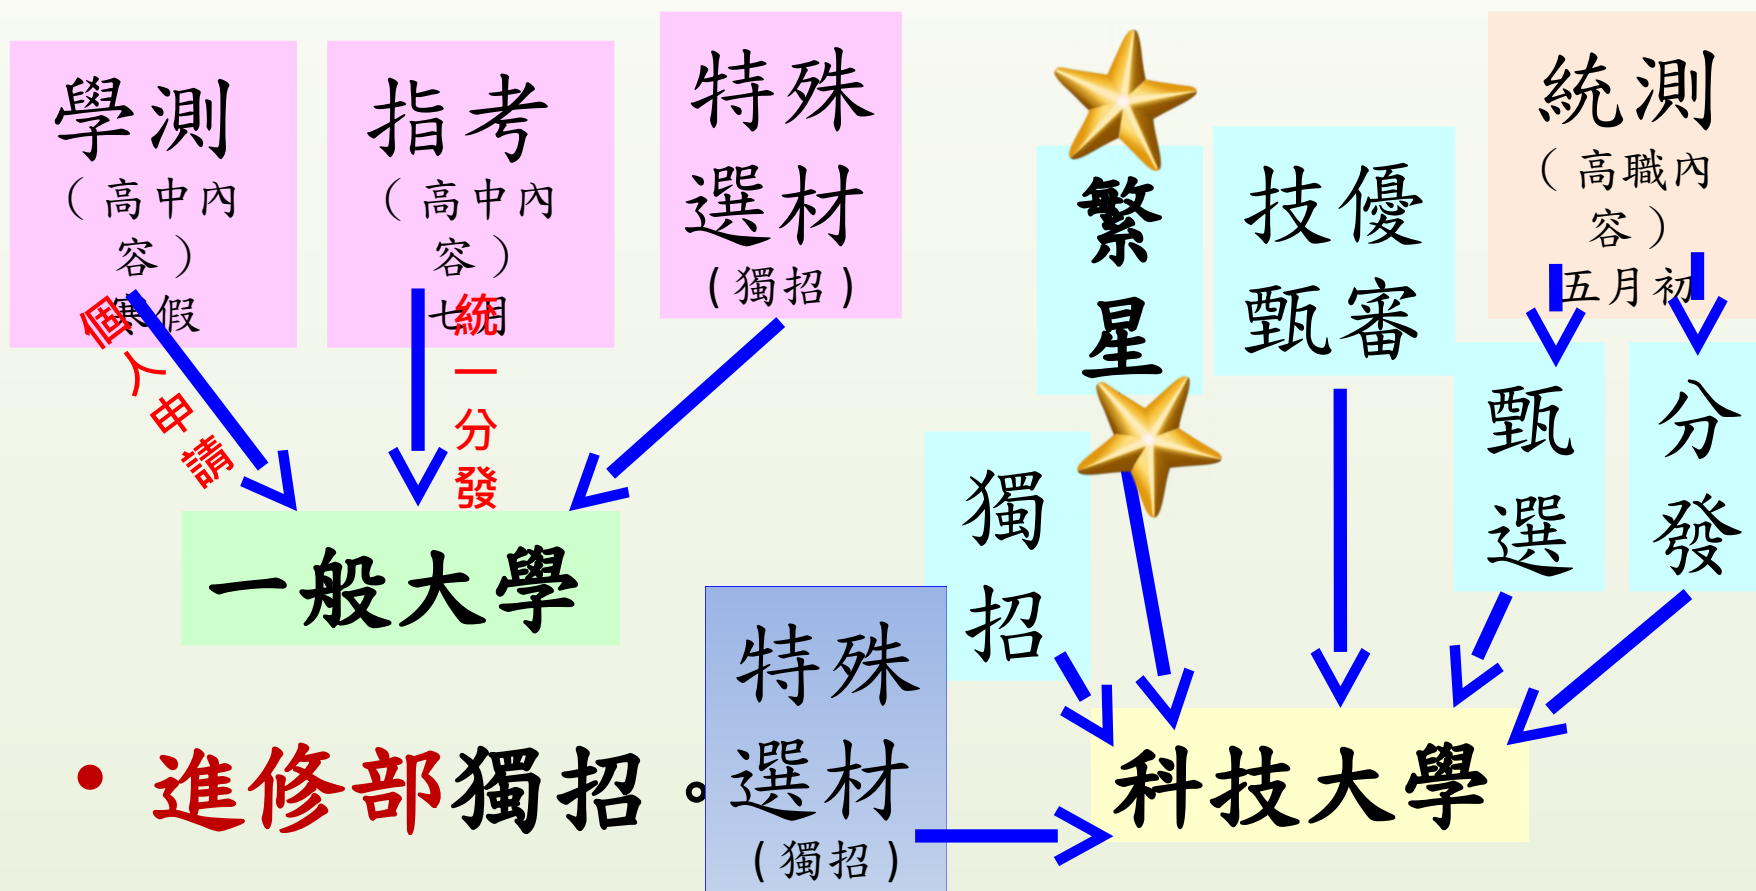 學測
（高中內
容）
寒假
個人申請
指考
（高中內
容）
七月
統一分發
特殊
選材
(獨招)
一般大學
繁
星
技優
甄審
統測
（高職內
容）
五月初
甄
選
分
發
獨
招
特殊
選材
(獨招)
科技大學
•進修部獨招。